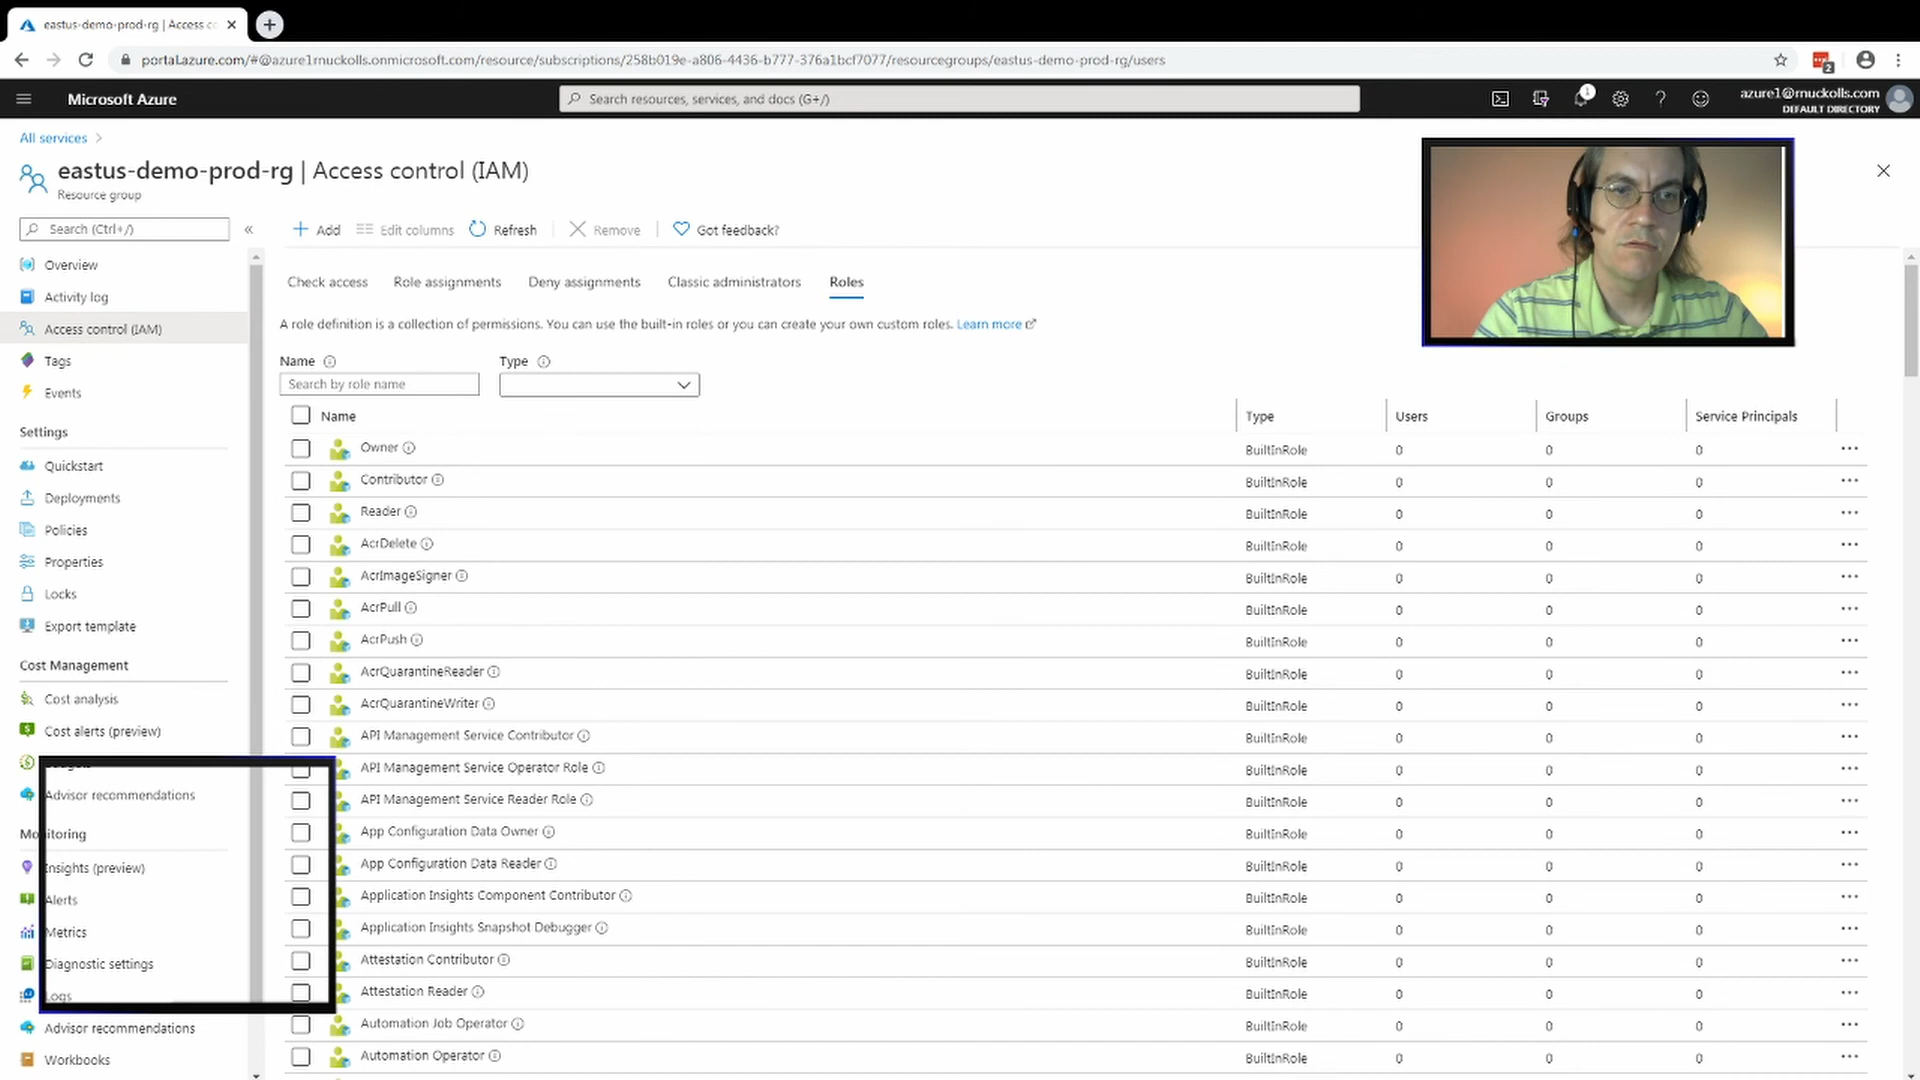 eastus-demo-prod-rg | Access co
portal.azure.com/#@azure1rnuckolls.onmicrosoft.com/resource/subscriptions/258b019e-a806-4436-b777-376a1bcf7077/resourcegroups/eastus-demo-prod-rg/users
2
Microsoft Azure
Search resources, services, and docs (G+/)
1
azure1@rnuckolls.com
DEFAULT DIRECTORY
All services
eastus-demo-prod-rg | Access control (IAM)
Resource group
Search (Ctrl+/)
Add
Edit columns
Refresh
Remove
Got feedback?
Overview
Activity log
Access control (IAM)
Tags
Events
Settings
Quickstart
Deployments
Policies
Properties
Locks
Export template
Cost Management
Cost analysis
Cost alerts (preview)
Advisor recommendations
Monitoring
Insights (preview)
Alerts
Metrics
Diagnostic settings
Logs
Advisor recommendations
Workbooks
Check access Role assignments Deny assignments Classic administrators Roles
A role definition is a collection of permissions. You can use the built-in roles or you can create your own custom roles. Learn more
Name Type
Search by role name
Name Type Users Groups Service Principals
Owner BuiltInRole 0 0 0
Contributor BuiltInRole 0 0 0
Reader BuiltInRole 0 0 0
AcrDelete BuiltInRole 0 0 0
AcrImageSigner BuiltInRole 0 0 0
AcrPull BuiltInRole 0 0 0
AcrPush BuiltInRole 0 0 0
AcrQuarantineReader BuiltInRole 0 0 0
AcrQuarantineWriter BuiltInRole 0 0 0
API Management Service Contributor BuiltInRole 0 0 0
API Management Service Operator Role BuiltInRole 0 0 0
API Management Service Reader Role BuiltInRole 0 0 0
App Configuration Data Owner BuiltInRole 0 0 0
App Configuration Data Reader BuiltInRole 0 0 0
Application Insights Component Contributor BuiltInRole 0 0 0
Application Insights Snapshot Debugger BuiltInRole 0 0 0
Attestation Contributor BuiltInRole 0 0 0
Attestation Reader BuiltInRole 0 0 0
Automation Job Operator BuiltInRole 0 0 0
Automation Operator BuiltInRole 0 0 0